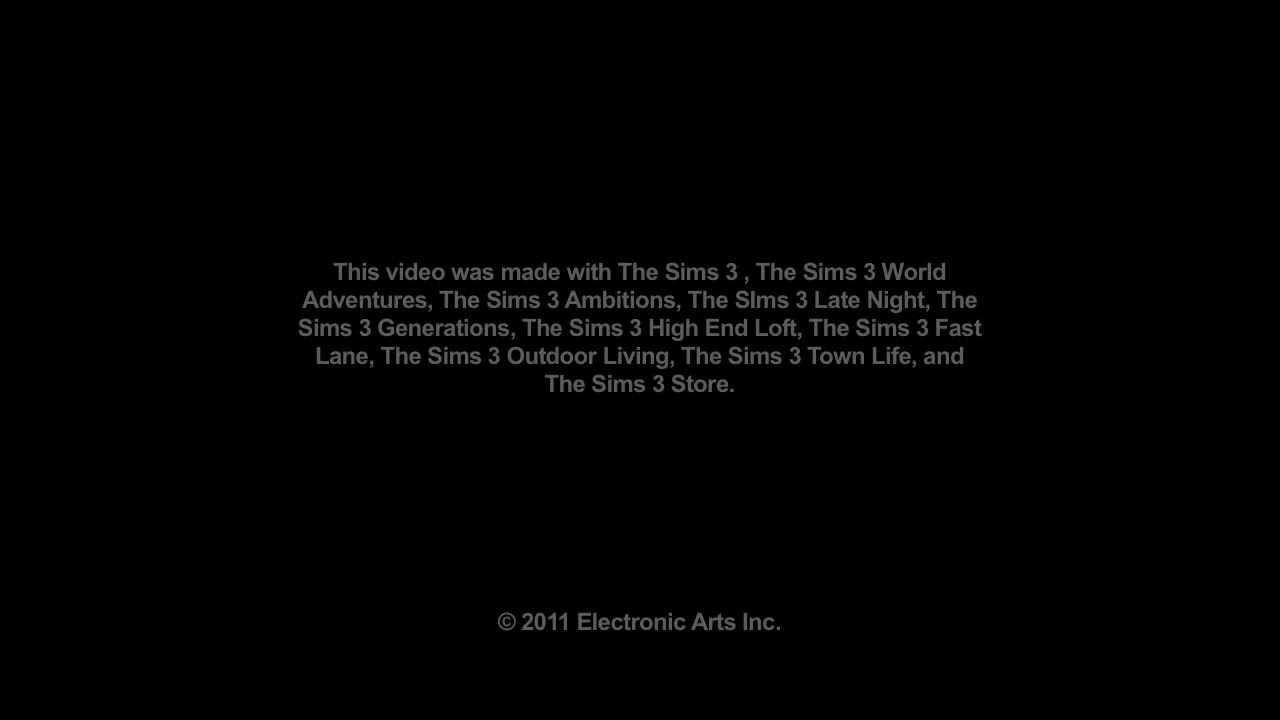 This video was made with The Sims 3 , The Sims 3 World
Adventures, The Sims 3 Ambitions, The SIms 3 Late Night, The
Sims 3 Generations, The Sims 3 High End Loft, The Sims 3 Fast
Lane, The Sims 3 Outdoor Living, The Sims 3 Town Life, and
The Sims 3 Store.
© 2011 Electronic Arts Inc.